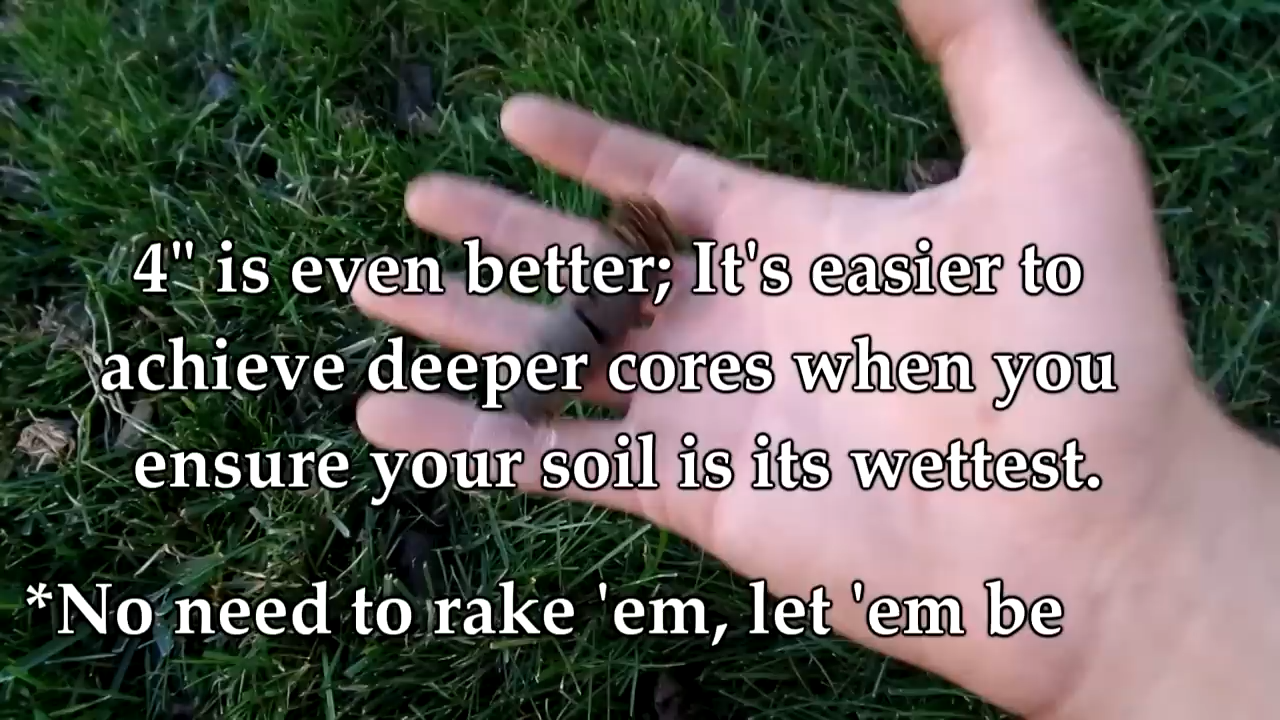 4" is even better; It's easier to
achieve deeper cores when you
ensure your soil is its wettest.
*No need to rake 'em, let 'em be